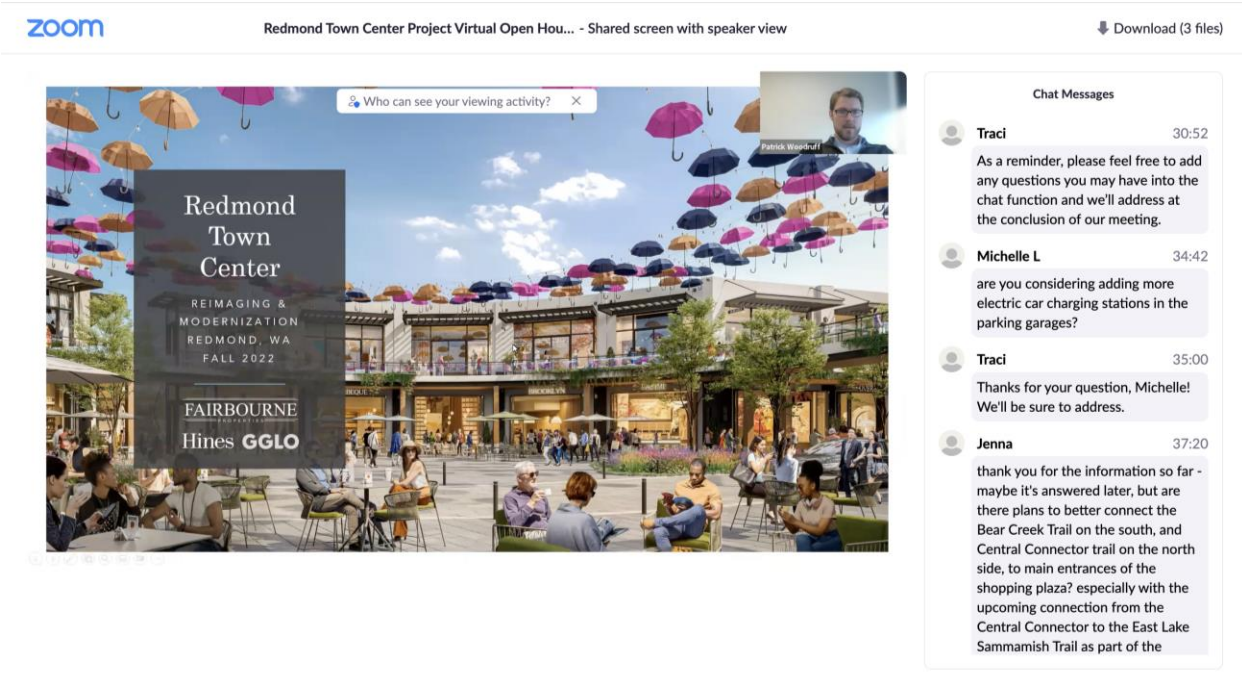 zoom
Redmond Town Center Project Virtual Open Hou... - Shared screen with speaker view
Download (3 files)
Who can see your viewing activity?
Patrick Woodruff
Redmond
Town
Center
REIMAGING &
MODERNIZATION
REDMOND, WA
FALL 2022
FAIRBOURNE
PROPERTIES
Hines GGLO
BROOKLYN
Chat Messages
Traci 30:52
As a reminder, please feel free to add
any questions you may have into the
chat function and we'll address at
the conclusion of our meeting.
Michelle L 34:42
are you considering adding more
electric car charging stations in the
parking garages?
Traci 35:00
Thanks for your question, Michelle!
We'll be sure to address.
Jenna 37:20
thank you for the information so far -
maybe it's answered later, but are
there plans to better connect the
Bear Creek Trail on the south, and
Central Connector trail on the north
side, to main entrances of the
shopping plaza? especially with the
upcoming connection from the
Central Connector to the East Lake
Sammamish Trail as part of the